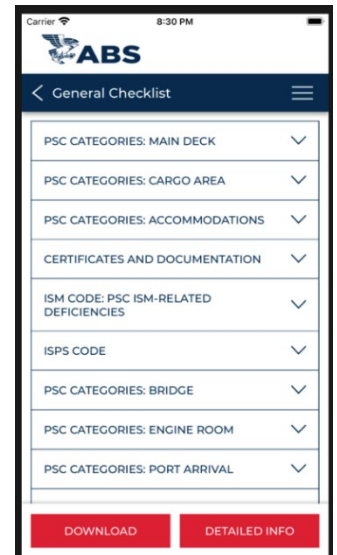 Carrier 8:30 PM
ABS
General Checklist
PSC CATEGORIES: MAIN DECK
PSC CATEGORIES: CARGO AREA
PSC CATEGORIES: ACCOMMODATIONS
CERTIFICATES AND DOCUMENTATION
ISM CODE: PSC ISM-RELATED
DEFICIENCIES
ISPS CODE
PSC CATEGORIES: BRIDGE
PSC CATEGORIES: ENGINE ROOM
PSC CATEGORIES: PORT ARRIVAL
DOWNLOAD DETAILED INFO